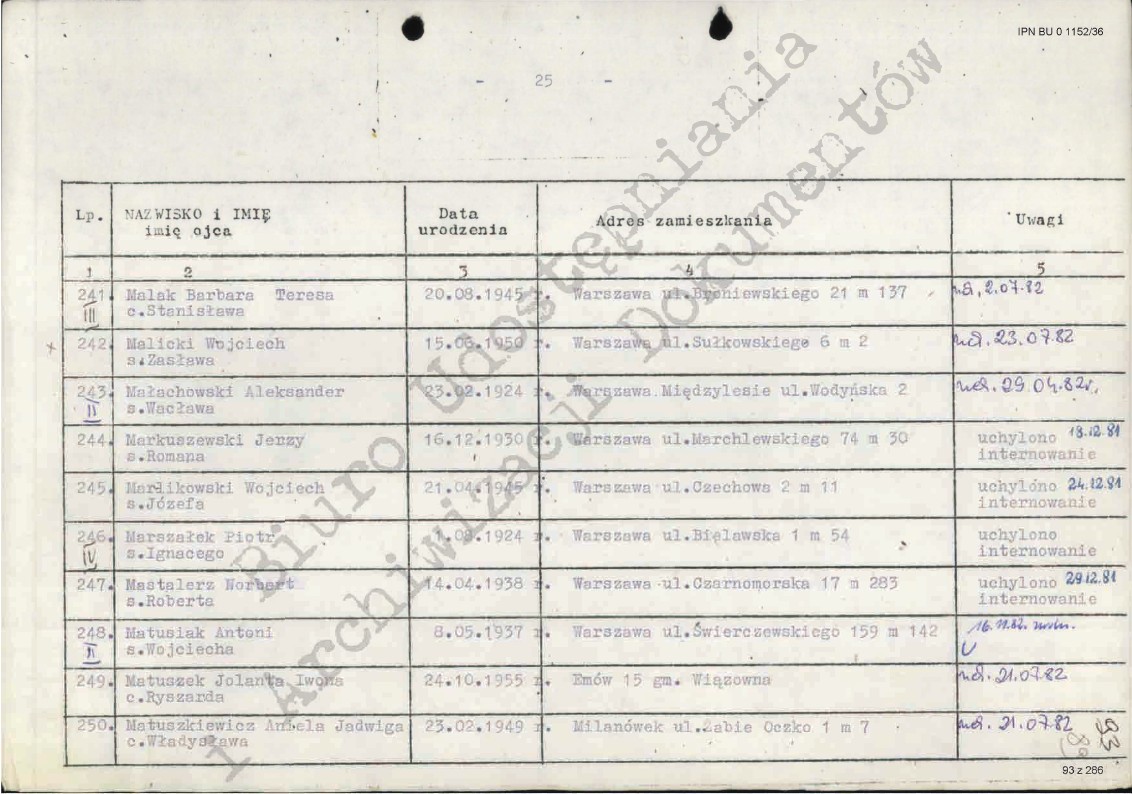 IPN BU 0 1152/36
- 25 -
Lp. NAZWISKO i IMIĘ imię ojca Data urodzenia Adres zamieszkania Uwagi
1 2 3 4 5
241. Malak Barbara Teresa 20.08.1945 r. Warszawa ul.Broniewskiego 21 m 137 2.07.82
III c.Stanisława
242. Malicki Wojciech 15.06.1950 r. Warszawa ul.Sułkowskiego 6 m 2 23.07.82
s.Zasława
243. Małachowski Aleksander 23.02.1924 r. Warszawa Międzylesie ul.Wodyńska 2 29.04.82r.
II s.Wacława
244. Markuszewski Jerzy 16.12.1930 r. Warszawa ul.Marchlewskiego 74 m 30 uchylono 18.12.81
s.Romana internowanie
245. Marlikowski Wojciech 21.04.1945 r. Warszawa ul.Czechowa 2 m 11 uchylono 24.12.81
s.Józefa internowanie
246. Marszałek Piotr 1.08.1924 r. Warszawa ul.Bielawska 1 m 54 uchylono
IV s.Ignacego internowanie
247. Mastalerz Norbert 14.04.1938 r. Warszawa ul.Czarnomorska 17 m 283 uchylono 29.12.81
s.Roberta internowanie
248. Matusiak Antoni 8.05.1937 r. Warszawa ul.Świerczewskiego 159 m 142 16.11.82.
II s.Wojciecha
249. Matuszek Jolanta Iwona 24.10.1955 r. Emów 15 gm. Wiązowna 21.07.82
c.Ryszarda
250. Matuszkiewicz Aniela Jadwiga 23.02.1949 r. Milanówek ul.Żabie Oczko 1 m 7 21.07.82
c.Władysława
93
93 z 286
Biuro Udostępniania
i Archiwizacji Dokumentów